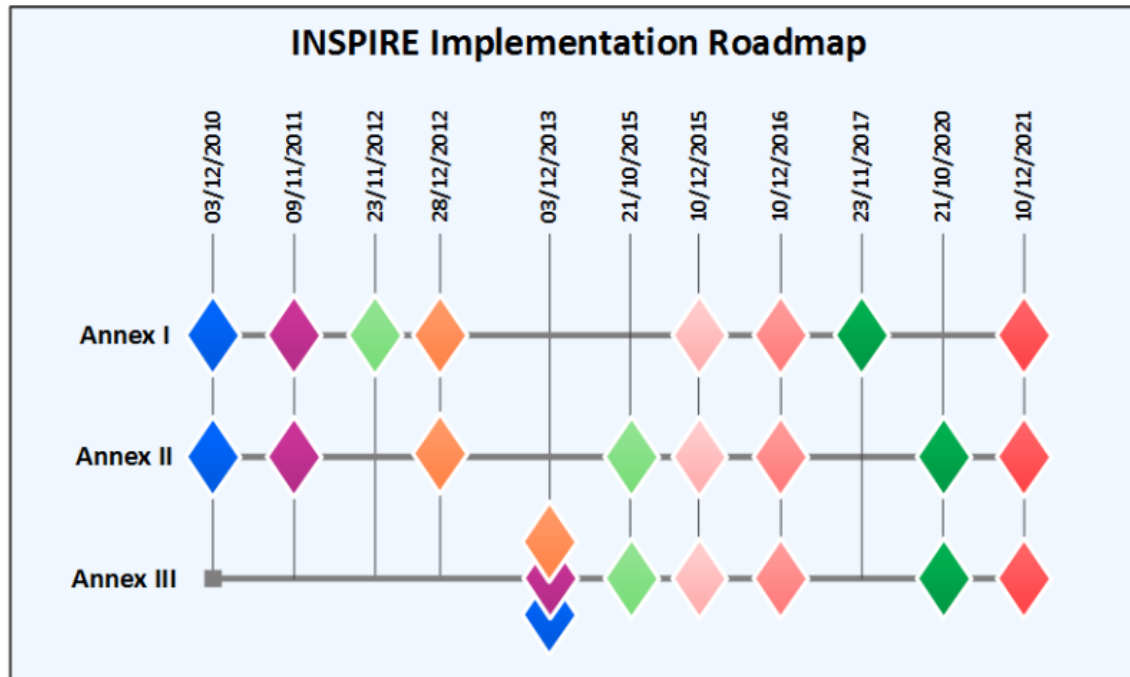 INSPIRE Implementation Roadmap
03/12/2010
09/11/2011
23/11/2012
28/12/2012
03/12/2013
21/10/2015
10/12/2015
10/12/2016
23/11/2017
21/10/2020
10/12/2021
Annex I
Annex II
Annex III